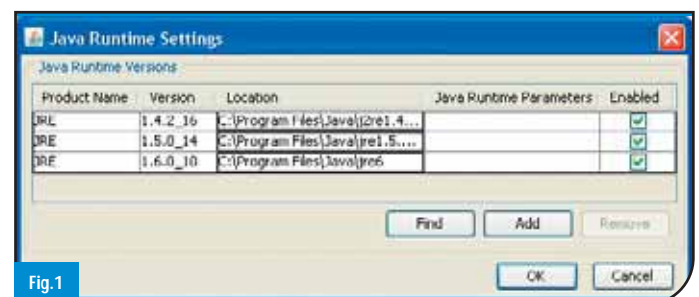 Java Runtime Settings
Java Runtime Versions
Product Name Version Location Java Runtime Parameters Enabled
JRE 1.4.2_16 C:\Program Files\Java\j2re1.4...
JRE 1.5.0_14 C:\Program Files\Java\jre1.5....
JRE 1.6.0_10 C:\Program Files\Java\jre6
Find Add Remove
OK Cancel
Fig.1